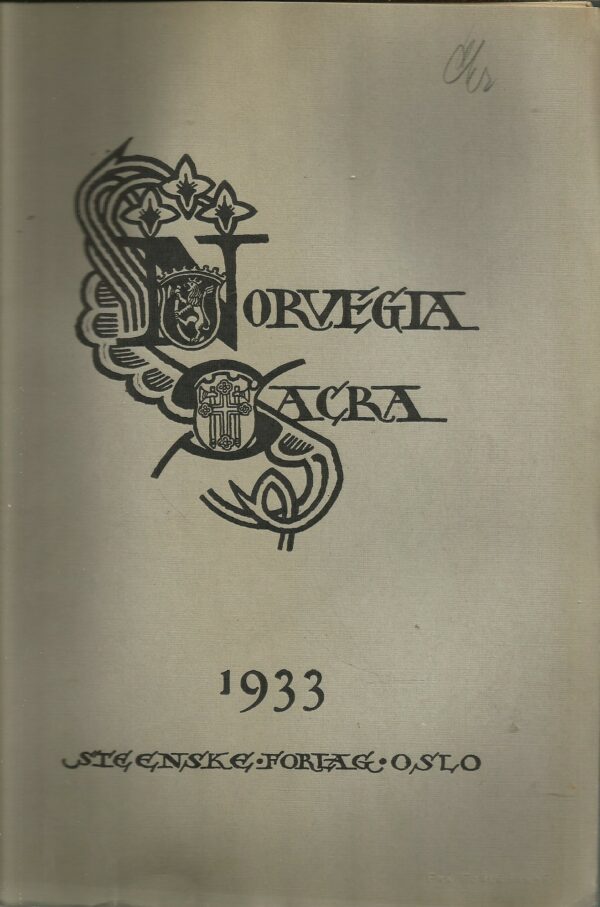 NORVEGIA
SACRA
1933
STEENSKE·FORLAG·OSLO